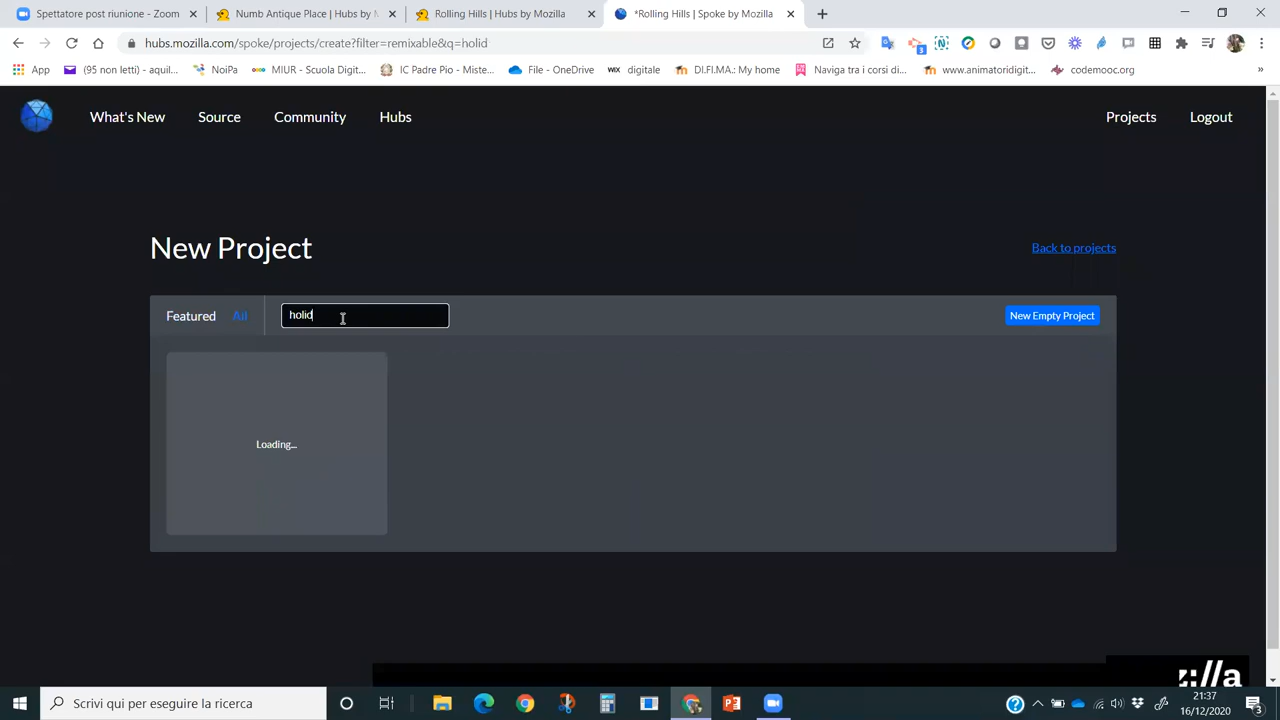 Spettatore post riunione - Zoom
Numb Antique Place | Hubs by M
Rolling Hills | Hubs by Mozilla
*Rolling Hills | Spoke by Mozilla
hubs.mozilla.com/spoke/projects/create?filter=remixable&q=holid
3
App
(95 non letti) - aquil...
NoiPa
MIUR - Scuola Digit...
IC Padre Pio - Miste...
File - OneDrive
WIX
digitale
DI.FI.MA.: My home
Naviga tra i corsi di...
www.animatoridigit...
codemooc.org
»
What's New
Source
Community
Hubs
Projects
Logout
New Project
Back to projects
Featured
All
holid
New Empty Project
Loading...
Scrivi qui per eseguire la ricerca
21:37
16/12/2020
3